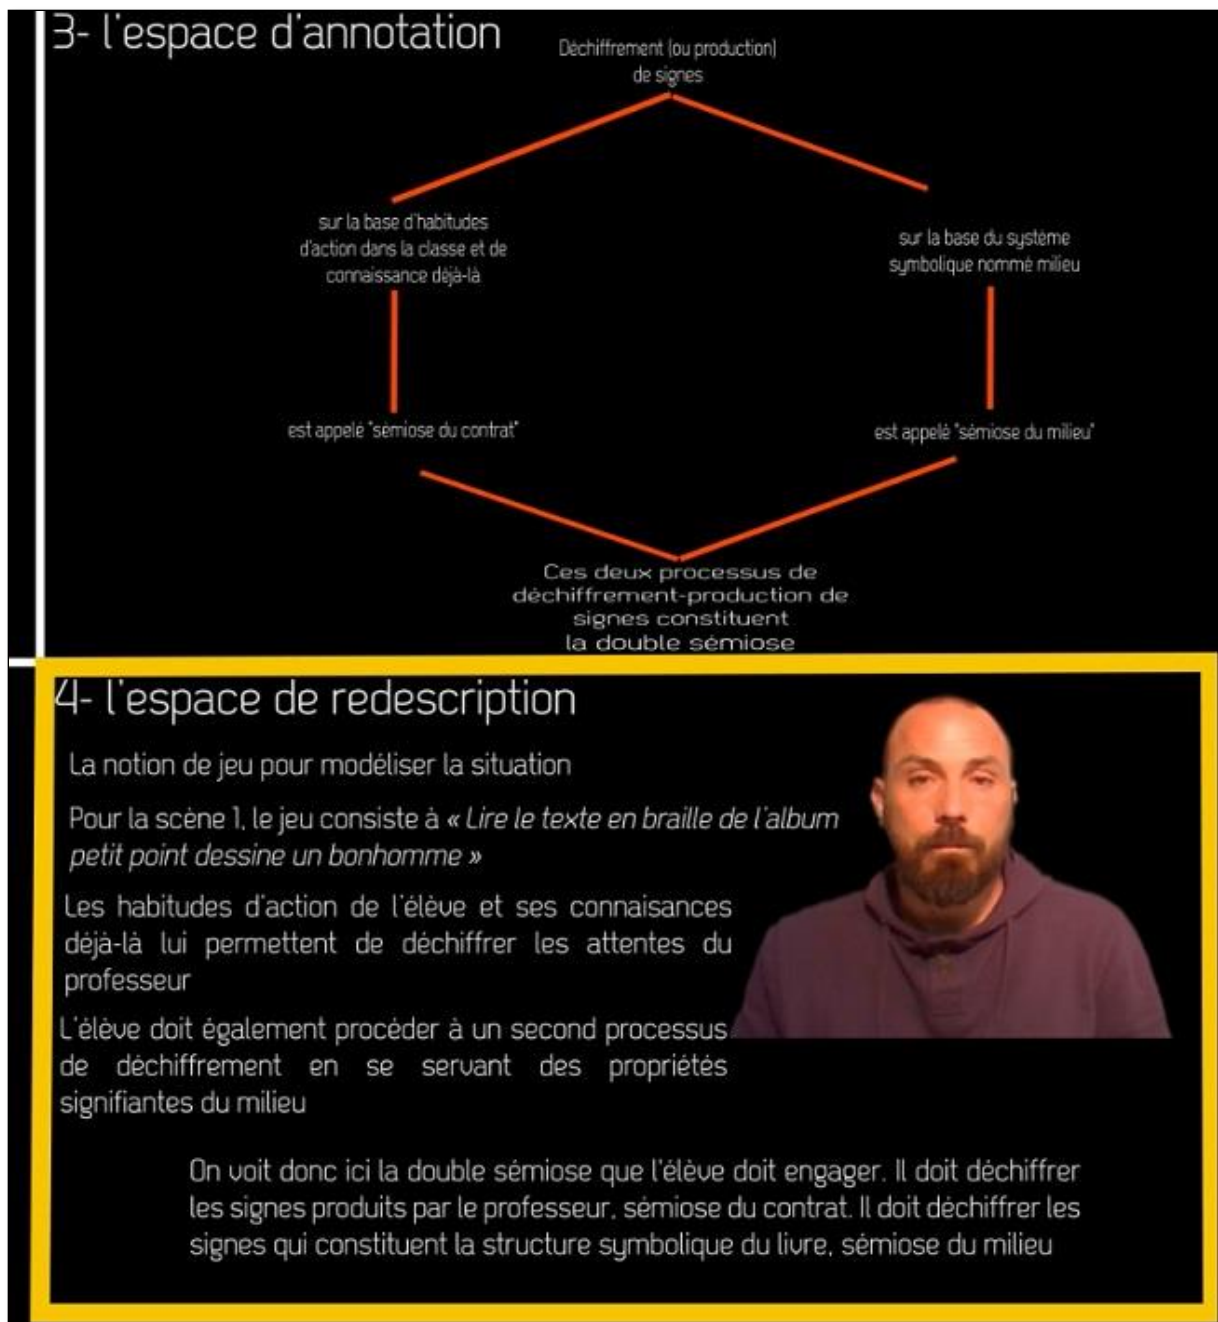 3- l'espace d'annotation
Déchiffrement (ou production)
de signes
sur la base d'habitudes
d'action dans la classe et de
connaissance déjà-là
sur la base du système
symbolique nommé milieu
est appelé "sémiose du contrat"
est appelé "sémiose du milieu"
Ces deux processus de
déchiffrement-production de
signes constituent
la double sémiose
4- l'espace de redescription
La notion de jeu pour modéliser la situation
Pour la scène 1, le jeu consiste à « Lire le texte en braille de l'album
petit point dessine un bonhomme »
Les habitudes d'action de l'élève et ses connaisances
déjà-là lui permettent de déchiffrer les attentes du
professeur
L'élève doit également procéder à un second processus
de déchiffrement en se servant des propriétés
signifiantes du milieu
On voit donc ici la double sémiose que l'élève doit engager. Il doit déchiffrer
les signes produits par le professeur, sémiose du contrat. Il doit déchiffrer les
signes qui constituent la structure symbolique du livre, sémiose du milieu